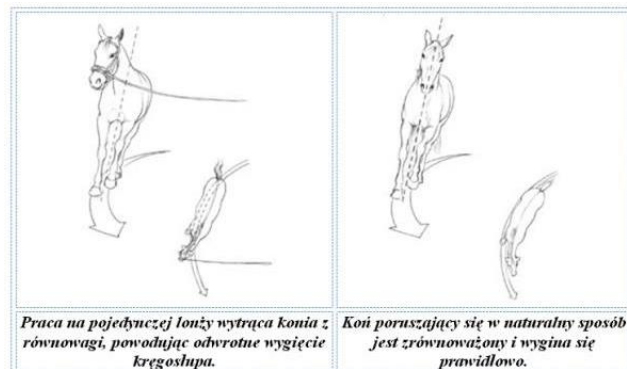 Praca na pojedynczej lonży wytrąca konia z
równowagi, powodując odwrotne wygięcie
kręgosłupa.
Koń poruszający się w naturalny sposób
jest zrównoważony i wygina się
prawidłowo.